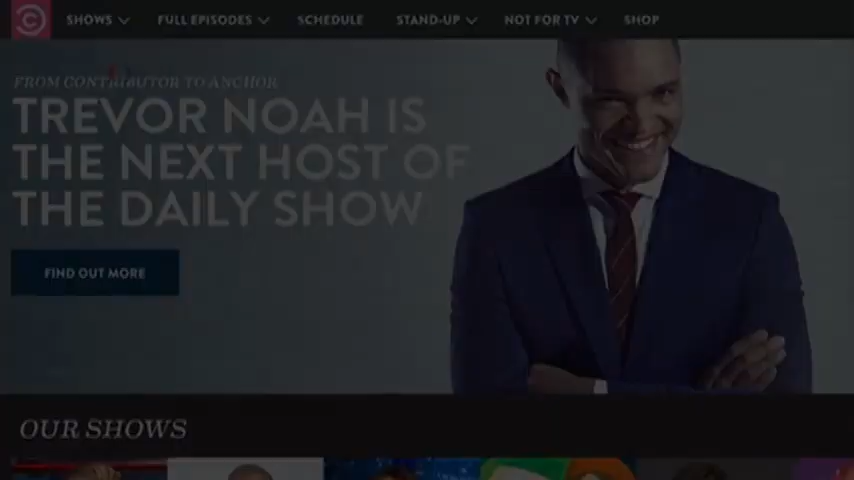 SHOWS FULL EPISODES SCHEDULE STAND-UP NOT FOR TV SHOP
FROM CONTRIBUTOR TO ANCHOR
TREVOR NOAH IS
THE NEXT HOST OF
THE DAILY SHOW
FIND OUT MORE
OUR SHOWS